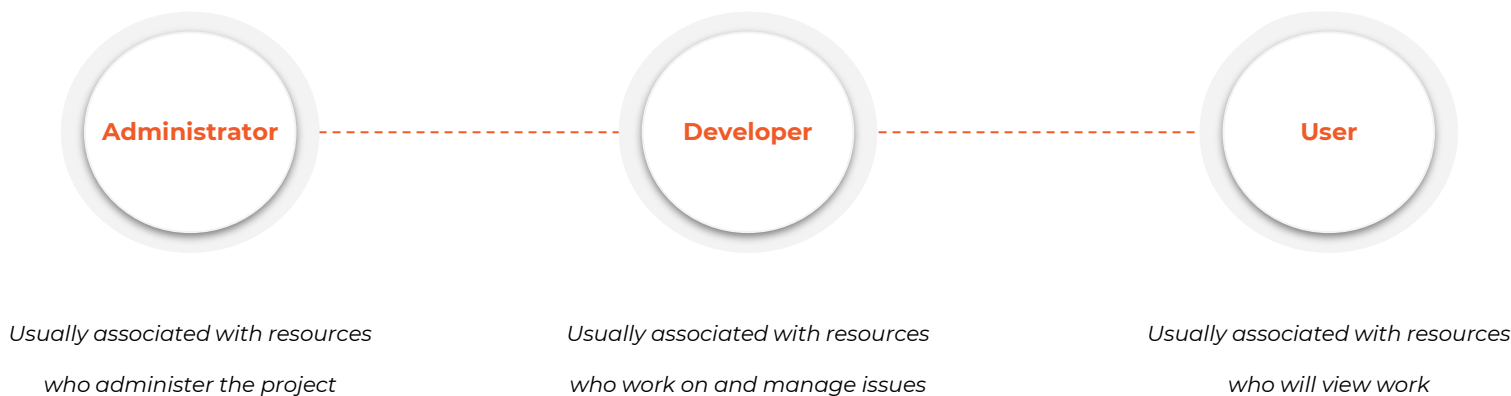 Administrator
Developer
User
Usually associated with resources
who administer the project
Usually associated with resources
who work on and manage issues
Usually associated with resources
who will view work